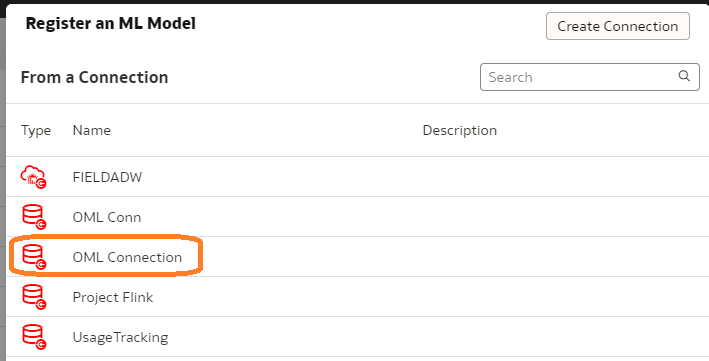 Register an ML Model
Create Connection
From a Connection
Search
Type Name Description
FIELDADW
OML Conn
OML Connection
Project Flink
UsageTracking